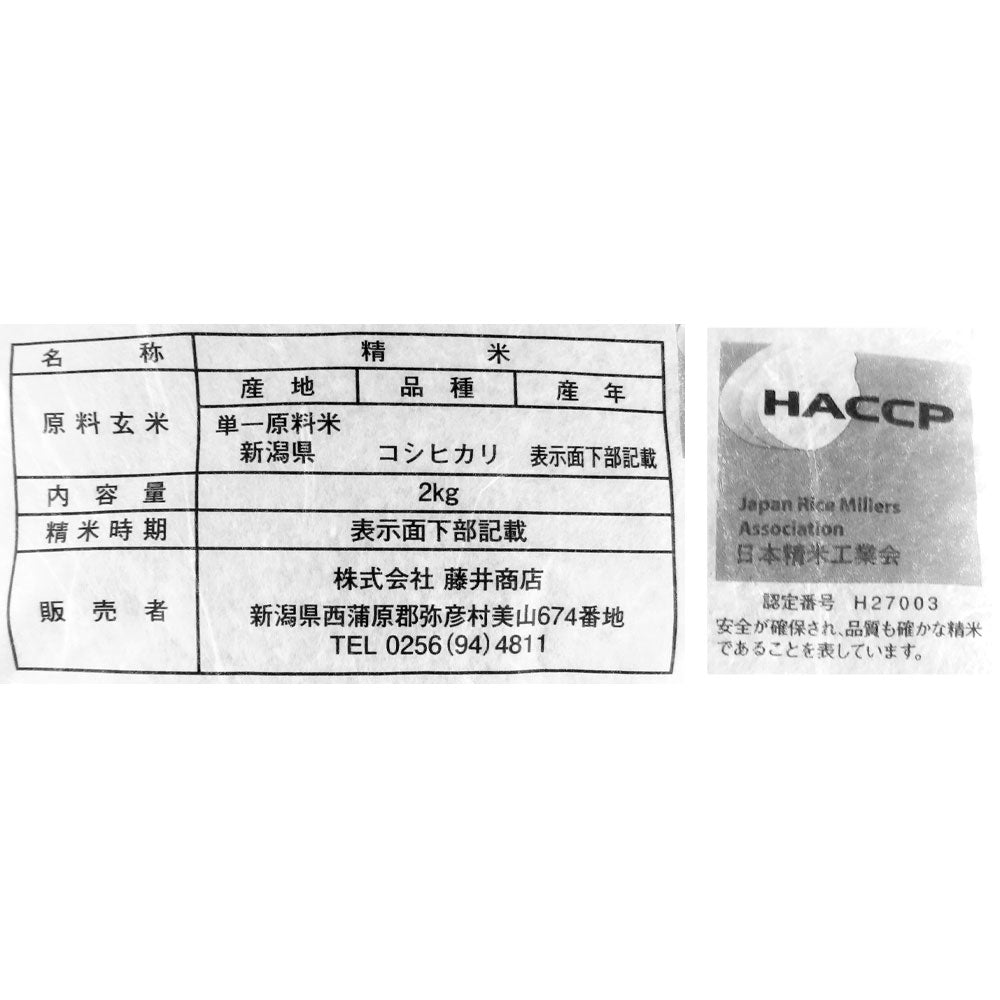 名称 精米
原料玄米 産地 品種 産年
単一原料米
新潟県 コシヒカリ 表示面下部記載
内容量 2kg
精米時期 表示面下部記載
販売者 株式会社 藤井商店
新潟県西蒲原郡弥彦村美山674番地
TEL 0256(94)4811
HACCP
Japan Rice Millers
Association
日本精米工業会
認定番号 H27003
安全が確保され、品質も確かな精米
であることを表しています。